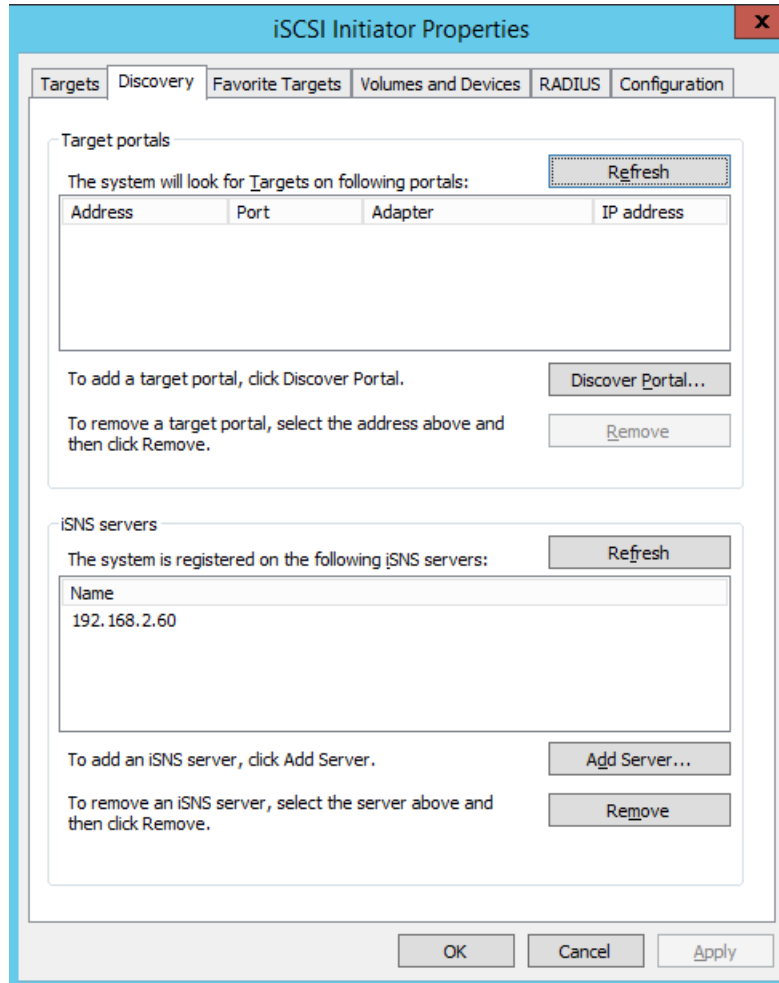 iSCSI Initiator Properties
x
Targets Discovery Favorite Targets Volumes and Devices RADIUS Configuration
Target portals
The system will look for Targets on following portals:
Refresh
Address Port Adapter IP address
To add a target portal, click Discover Portal.
Discover Portal...
To remove a target portal, select the address above and
then click Remove.
Remove
iSNS servers
The system is registered on the following iSNS servers:
Refresh
Name
192.168.2.60
To add an iSNS server, click Add Server.
Add Server...
To remove an iSNS server, select the server above and
then click Remove.
Remove
OK Cancel Apply